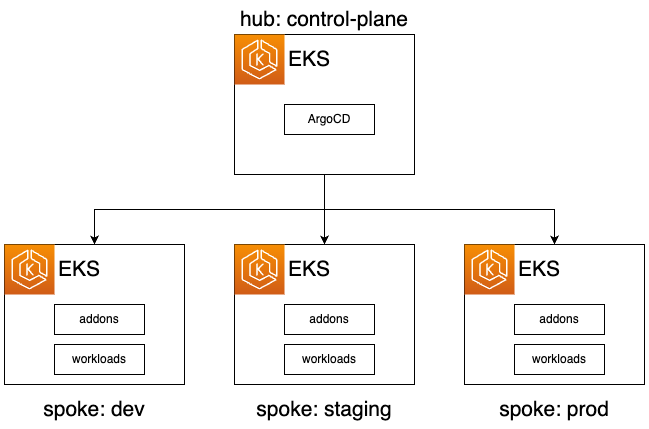 hub: control-plane
K
EKS
ArgoCD
K
EKS
addons
workloads
spoke: dev
K
EKS
addons
workloads
spoke: staging
K
EKS
addons
workloads
spoke: prod